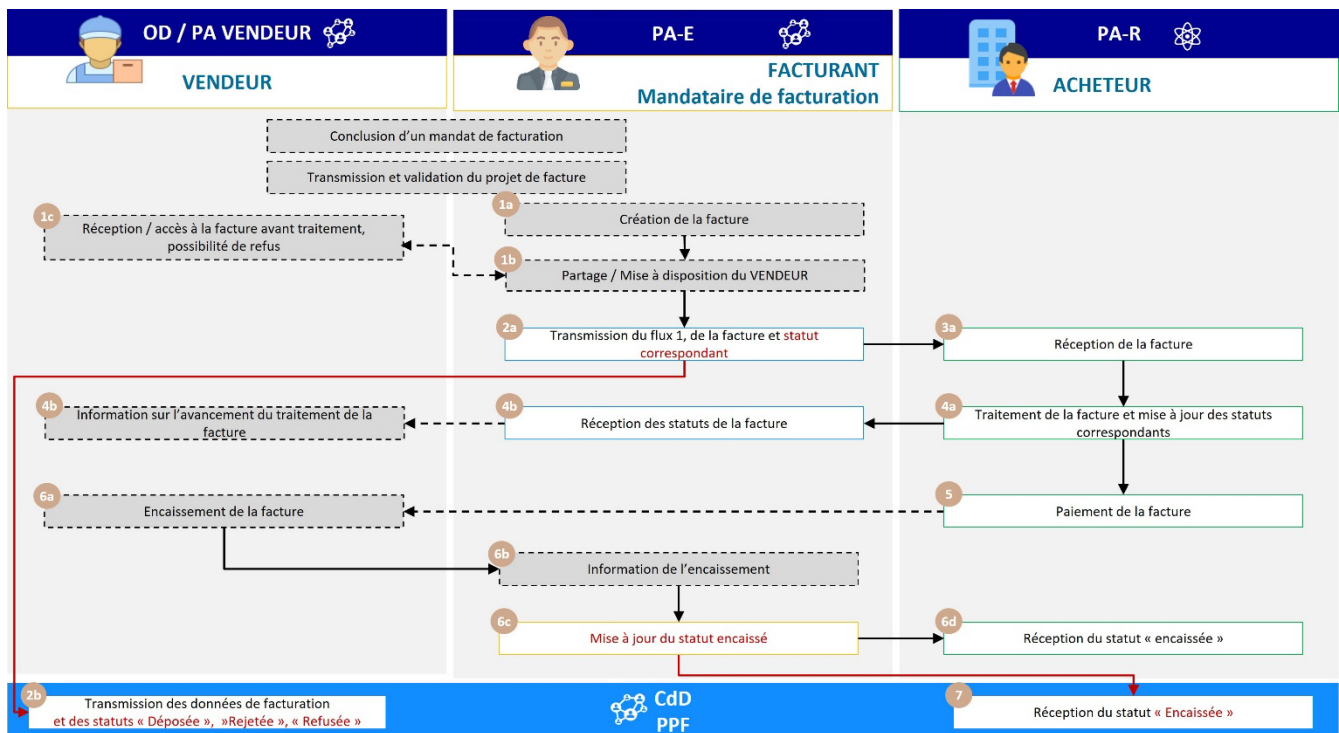 OD / PA VENDEUR
VENDEUR
PA-E
FACTURANT
Mandataire de facturation
PA-R
ACHETEUR
Conclusion d'un mandat de facturation
Transmission et validation du projet de facture
1c
Réception / accès à la facture avant traitement,
possibilité de refus
1a
Création de la facture
1b
Partage / Mise à disposition du VENDEUR
2a
Transmission du flux 1, de la facture et statut
correspondant
3a
Réception de la facture
4b
Information sur l'avancement du traitement de la
facture
4b
Réception des statuts de la facture
4a
Traitement de la facture et mise à jour des statuts
correspondants
6a
Encaissement de la facture
5
Paiement de la facture
6b
Information de l'encaissement
6c
Mise à jour du statut encaissé
6d
Réception du statut « encaissée »
2b
Transmission des données de facturation
et des statuts « Déposée », »Rejetée », « Refusée »
CdD
PPF
7
Réception du statut « Encaissée »